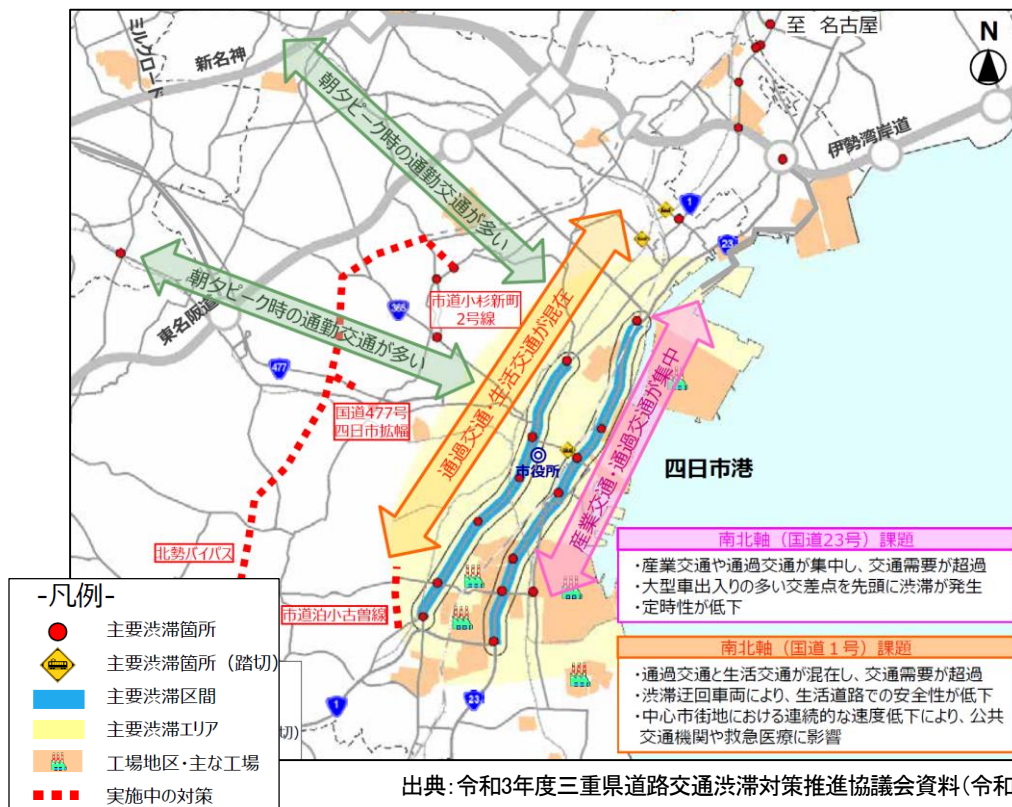 至 名古屋
N
ミルクロード
新名神
伊勢湾岸道
朝夕ピーク時の通勤交通が多い
1
23
朝夕ピーク時の通勤交通が多い
東名阪道
365
市道小杉新町
2号線
477
国道477号
四日市拡幅
通過交通・生活交通が混在
産業交通・通過交通が集中
市役所
四日市港
北勢バイパス
市道泊小古曽線
1
23
南北軸(国道23号)課題
・産業交通や通過交通が集中し、交通需要が超過
・大型車出入りの多い交差点を先頭に渋滞が発生
・定時性が低下
南北軸(国道1号)課題
・通過交通と生活交通が混在し、交通需要が超過
・渋滞迂回車両により、生活道路での安全性が低下
・中心市街地における連続的な速度低下により、公共
交通機関や救急医療に影響
-凡例-
主要渋滞箇所
主要渋滞箇所(踏切)
主要渋滞区間
主要渋滞エリア
工場地区・主な工場
実施中の対策
切)
出典:令和3年度三重県道路交通渋滞対策推進協議会資料(令和